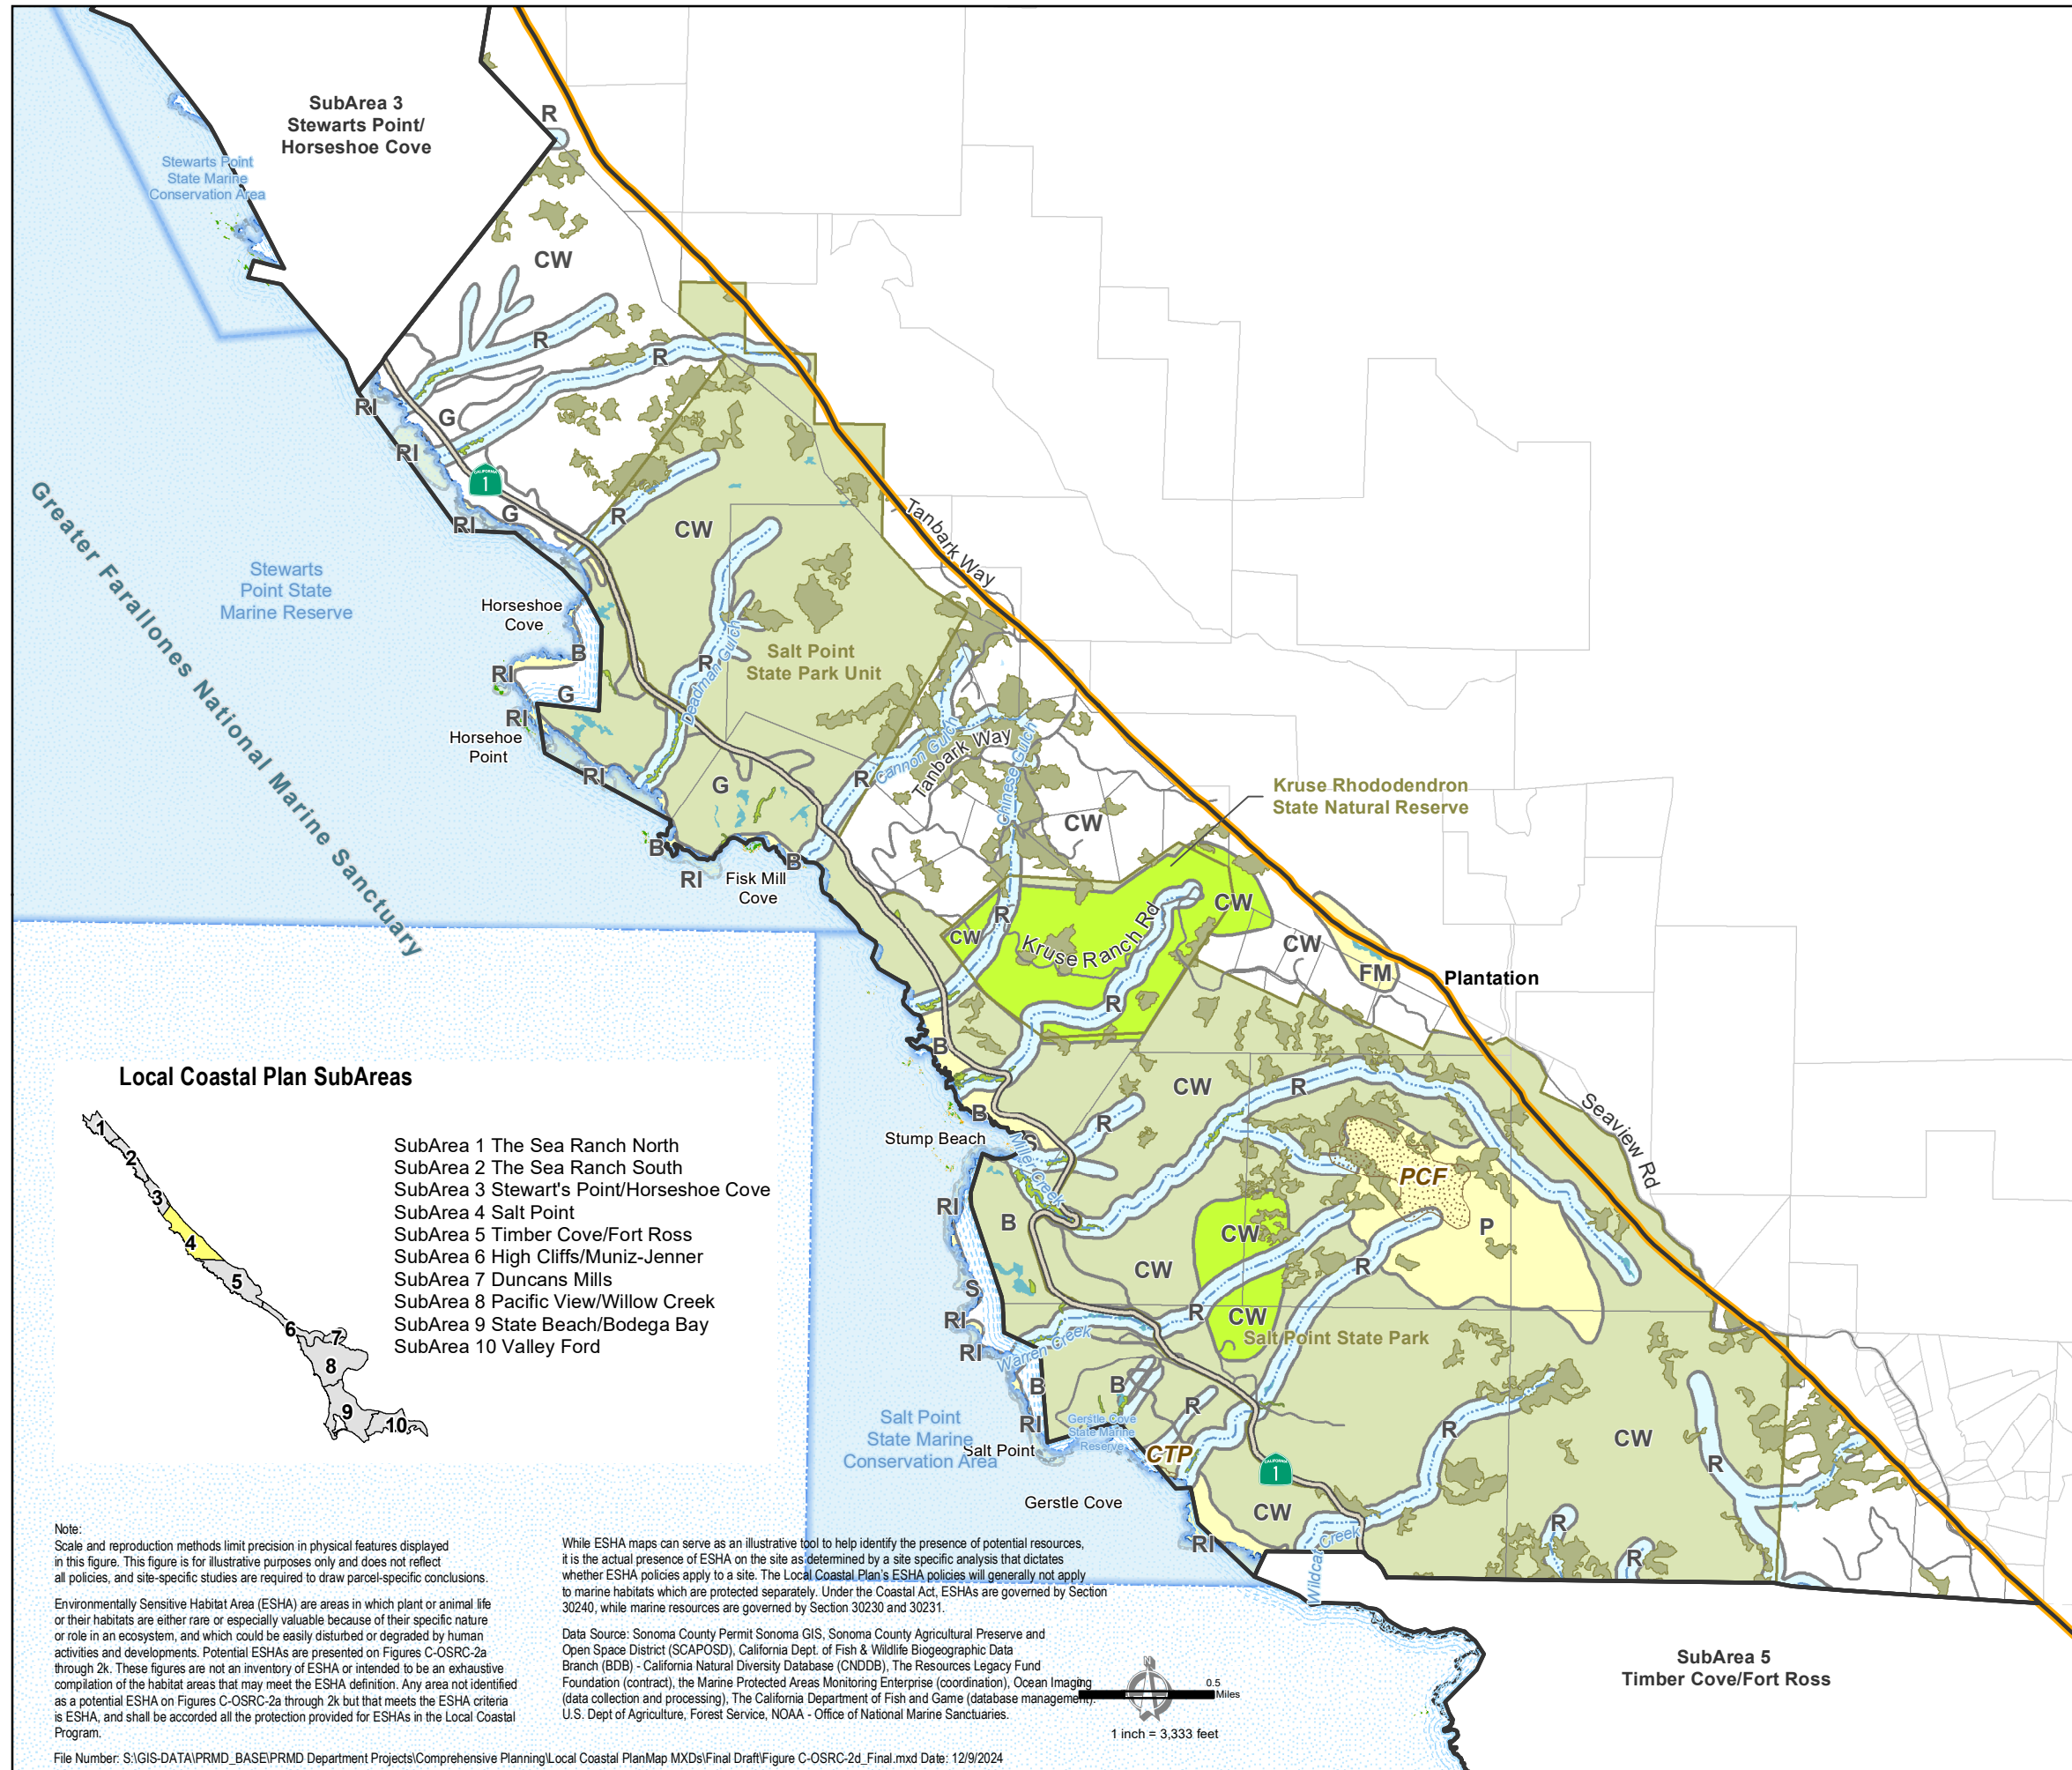 SubArea 3
Stewarts Point/
Horseshoe Cove
R
Stewarts Point
State Marine
Conservation Area
CW
R
R
RI
G
RI
CALIFORNIA
1
RI
G
R
CW
Tanbark Way
Greater Farallones National Marine Sanctuary
Stewarts
Point State
Marine Reserve
Horseshoe
Cove
B
RI
G
RI
Horsehoe
Point
RI
R
Deadman Gulch
Salt Point
State Park Unit
G
R
Cannon Gulch
Tanbark Way
Chinese Gulch
CW
Kruse Rhododendron
State Natural Reserve
B
B
RI
Fisk Mill
Cove
R
CW
CW
Kruse Ranch Rd
R
CW
FM
Plantation
B
B
Stump Beach
S
Miller Creek
R
CW
R
Seaview Rd
PCF
P
RI
B
CW
CW
R
S
RI
RI
Warren Creek
R
CW
Salt Point State Park
B
B
R
RI
Gerstle Cove
State Marine
Reserve
Salt Point
State Marine
Conservation Area
Salt Point
CTP
Gerstle Cove
CALIFORNIA
1
CW
RI
Wildcat Creek
R
CW
R
R
R
SubArea 5
Timber Cove/Fort Ross
Local Coastal Plan SubAreas
1
2
3
4
5
6
7
8
9
10
SubArea 1 The Sea Ranch North
SubArea 2 The Sea Ranch South
SubArea 3 Stewart's Point/Horseshoe Cove
SubArea 4 Salt Point
SubArea 5 Timber Cove/Fort Ross
SubArea 6 High Cliffs/Muniz-Jenner
SubArea 7 Duncans Mills
SubArea 8 Pacific View/Willow Creek
SubArea 9 State Beach/Bodega Bay
SubArea 10 Valley Ford
Note:
Scale and reproduction methods limit precision in physical features displayed
in this figure. This figure is for illustrative purposes only and does not reflect
all policies, and site-specific studies are required to draw parcel-specific conclusions.
Environmentally Sensitive Habitat Area (ESHA) are areas in which plant or animal life
or their habitats are either rare or especially valuable because of their specific nature
or role in an ecosystem, and which could be easily disturbed or degraded by human
activities and developments. Potential ESHAs are presented on Figures C-OSRC-2a
through 2k. These figures are not an inventory of ESHA or intended to be an exhaustive
compilation of the habitat areas that may meet the ESHA definition. Any area not identified
as a potential ESHA on Figures C-OSRC-2a through 2k but that meets the ESHA criteria
is ESHA, and shall be accorded all the protection provided for ESHAs in the Local Coastal
Program.
While ESHA maps can serve as an illustrative tool to help identify the presence of potential resources,
it is the actual presence of ESHA on the site as determined by a site specific analysis that dictates
whether ESHA policies apply to a site. The Local Coastal Plan's ESHA policies will generally not apply
to marine habitats which are protected separately. Under the Coastal Act, ESHAs are governed by Section
30240, while marine resources are governed by Section 30230 and 30231.
Data Source: Sonoma County Permit Sonoma GIS, Sonoma County Agricultural Preserve and
Open Space District (SCAPOSD), California Dept. of Fish & Wildlife Biogeographic Data
Branch (BDB) - California Natural Diversity Database (CNDDB), The Resources Legacy Fund
Foundation (contract), the Marine Protected Areas Monitoring Enterprise (coordination), Ocean Imaging
(data collection and processing), The California Department of Fish and Game (database management).
U.S. Dept of Agriculture, Forest Service, NOAA - Office of National Marine Sanctuaries.
N
0.5
Miles
1 inch = 3,333 feet
File Number: S:\GIS-DATA\PRMD_BASE\PRMD Department Projects\Comprehensive Planning\Local Coastal PlanMap MXDs\Final Draft\Figure C-OSRC-2d_Final.mxd Date: 12/9/2024